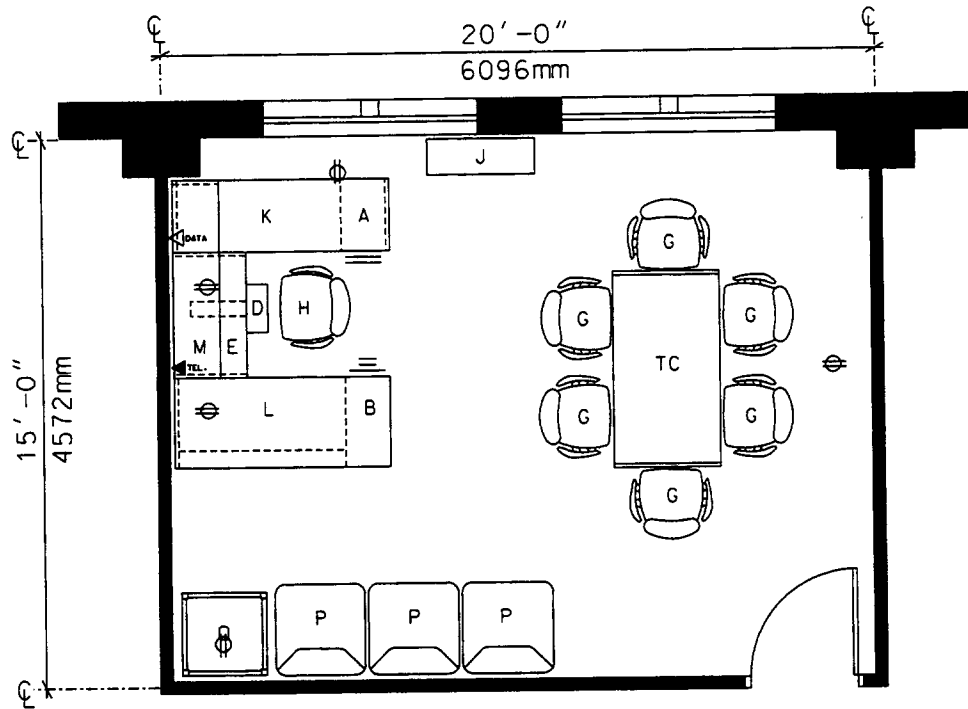 ℄ 20'-0" ℄
6096mm
℄
J
K A
DATA
G
D H
G G
M E
TEL.
TC
15'-0"
4572mm
L B
G G
G
P P P
℄